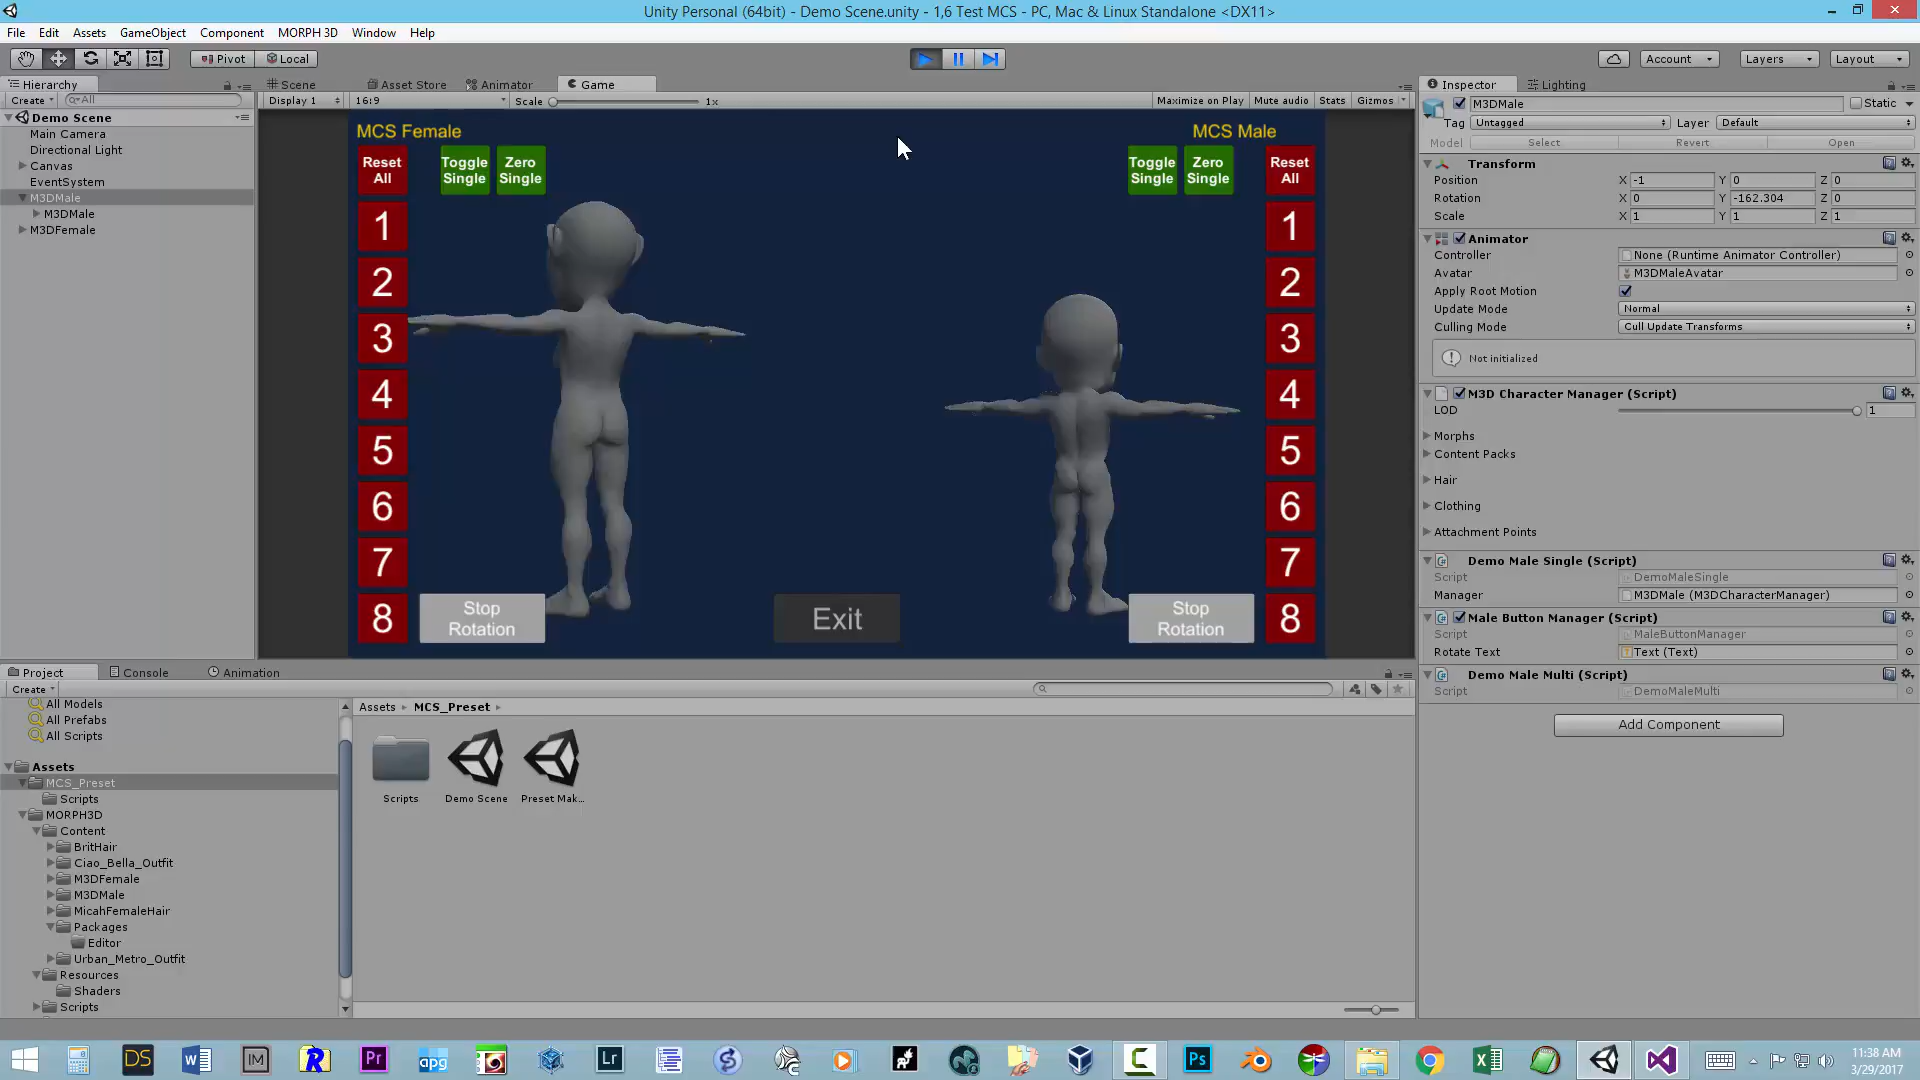 Unity Personal (64bit) - Demo Scene.unity - 1,6 Test MCS - PC, Mac & Linux Standalone <DX11>
File Edit Assets GameObject Component MORPH 3D Window Help
Pivot Local Account Layers Layout
Hierarchy Scene Asset Store Animator Game Inspector Lighting
Create All Display 1 16:9 Scale 1x Maximize on Play Mute audio Stats Gizmos
M3DMale Static
Demo Scene
Main Camera
Directional Light
Canvas
EventSystem
M3DMale
M3DMale
M3DFemale
MCS Female
MCS Male
Reset All
Toggle Single
Zero Single
Toggle Single
Zero Single
Reset All
1
2
3
4
5
6
7
8
1
2
3
4
5
6
7
8
Stop Rotation
Exit
Stop Rotation
Tag Untagged Layer Default
Model Select Revert Open
Transform
Position X -1 Y 0 Z 0
Rotation X 0 Y -162.304 Z 0
Scale X 1 Y 1 Z 1
Animator
Controller None (Runtime Animator Controller)
Avatar M3DMaleAvatar
Apply Root Motion
Update Mode Normal
Culling Mode Cull Update Transforms
Not initialized
M3D Character Manager (Script)
LOD 1
Morphs
Content Packs
Hair
Clothing
Attachment Points
Demo Male Single (Script)
Script DemoMaleSingle
Manager M3DMale (M3DCharacterManager)
Male Button Manager (Script)
Script MaleButtonManager
Rotate Text Text (Text)
Demo Male Multi (Script)
Script DemoMaleMulti
Add Component
Project Console Animation
Create
All Models
All Prefabs
All Scripts
Assets
MCS_Preset
Scripts
MORPH3D
Content
BritHair
Ciao_Bella_Outfit
M3DFemale
M3DMale
MicahFemaleHair
Packages
Editor
Urban_Metro_Outfit
Resources
Shaders
Scripts
Assets MCS_Preset
Scripts Demo Scene Preset Mak...
DS IM Pr apg Lr Ps
11:38 AM
3/29/2017